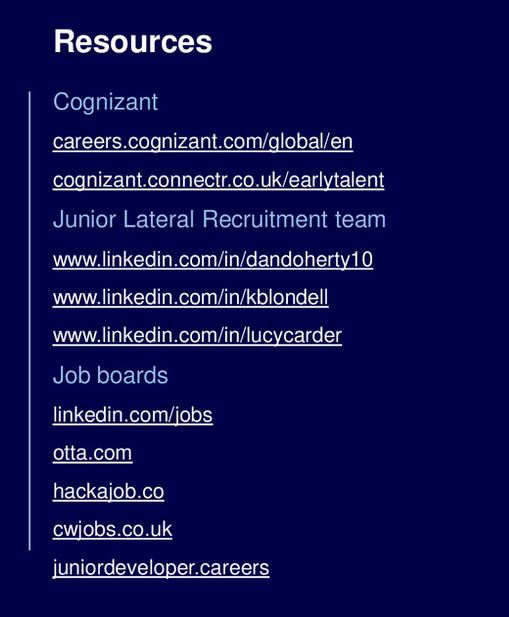 Resources
Cognizant
careers.cognizant.com/global/en
cognizant.connectr.co.uk/earlytalent
Junior Lateral Recruitment team
www.linkedin.com/in/dandoherty10
www.linkedin.com/in/kblondell
www.linkedin.com/in/lucycarder
Job boards
linkedin.com/jobs
otta.com
hackajob.co
cwjobs.co.uk
juniordeveloper.careers